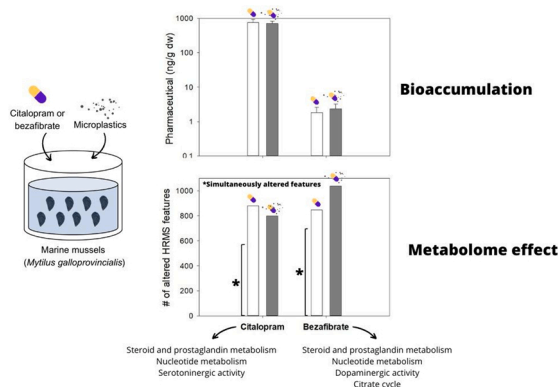 Citalopram or
bezafibrate
Microplastics
Marine mussels
(Mytilus galloprovincialis)
Pharmaceutical (ng/g dw)
1000
100
10
1
0.1
Bioaccumulation
*Simultaneously altered features
# of altered HRMS features
1000
800
600
400
200
0
*
*
Metabolome effect
Citalopram
Bezafibrate
Steroid and prostaglandin metabolism
Nucleotide metabolism
Serotoninergic activity
Steroid and prostaglandin metabolism
Nucleotide metabolism
Dopaminergic activity
Citrate cycle